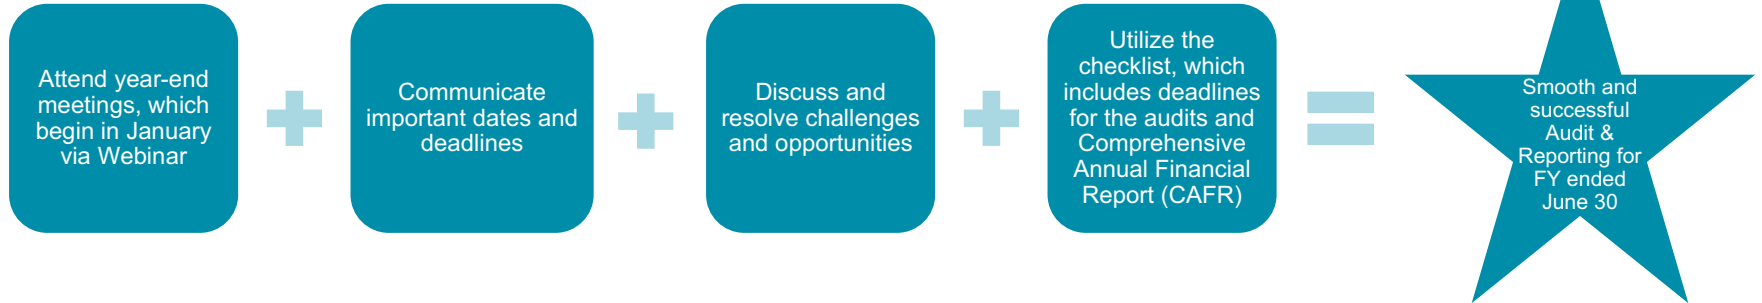 Attend year-end
meetings, which
begin in January
via Webinar
Communicate
important dates and
deadlines
Discuss and
resolve challenges
and opportunities
Utilize the
checklist, which
includes deadlines
for the audits and
Comprehensive
Annual Financial
Report (CAFR)
Smooth and
successful
Audit &
Reporting for
FY ended
June 30